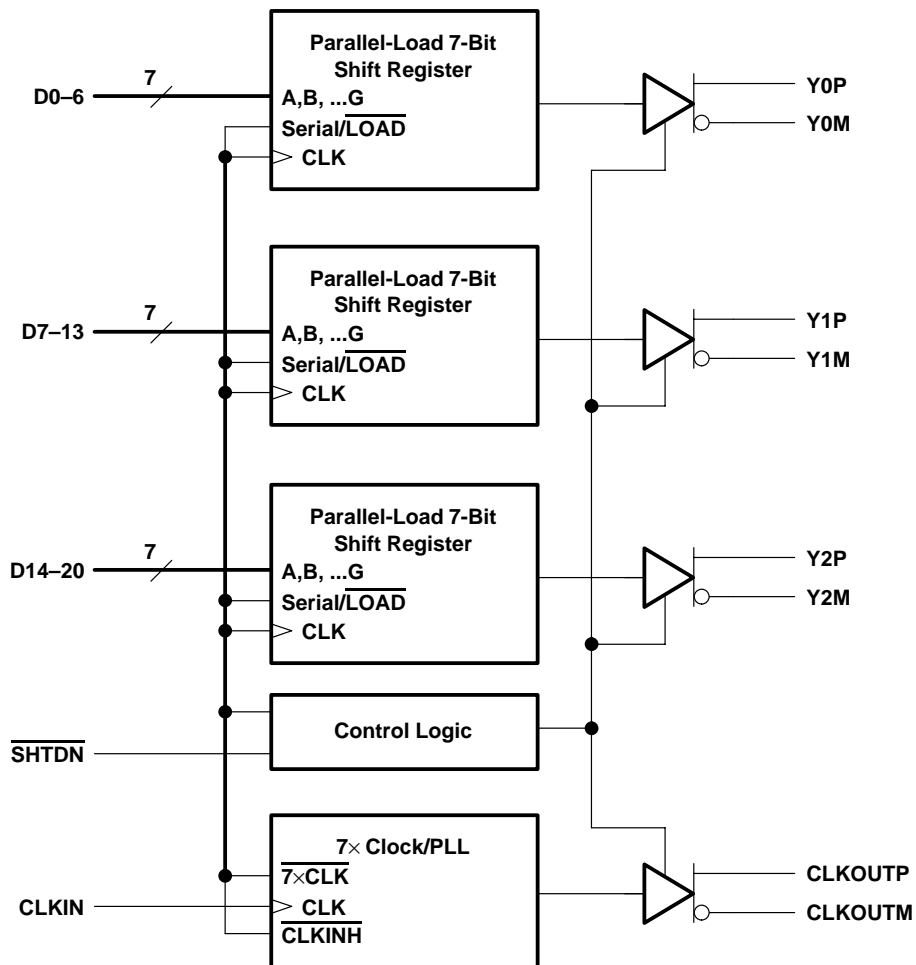 Parallel-Load 7-Bit
Shift Register
7
D0–6
A,B, ...G
Serial/LOAD
CLK
Y0P
Y0M
Parallel-Load 7-Bit
Shift Register
7
D7–13
A,B, ...G
Serial/LOAD
CLK
Y1P
Y1M
Parallel-Load 7-Bit
Shift Register
7
D14–20
A,B, ...G
Serial/LOAD
CLK
Y2P
Y2M
Control Logic
SHTDN
7× Clock/PLL
7×CLK
CLKIN
CLK
CLKINH
CLKOUTP
CLKOUTM